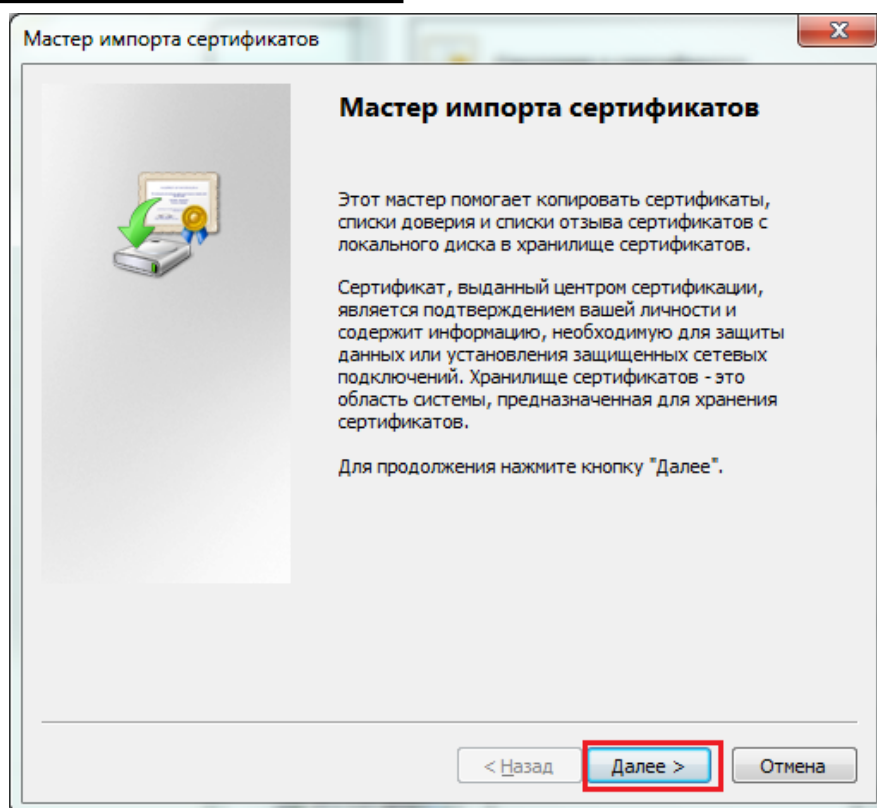 Мастер импорта сертификатов
Мастер импорта сертификатов
Этот мастер помогает копировать сертификаты,
списки доверия и списки отзыва сертификатов с
локального диска в хранилище сертификатов.
Сертификат, выданный центром сертификации,
является подтверждением вашей личности и
содержит информацию, необходимую для защиты
данных или установления защищенных сетевых
подключений. Хранилище сертификатов - это
область системы, предназначенная для хранения
сертификатов.
Для продолжения нажмите кнопку "Далее".
< Назад Далее > Отмена